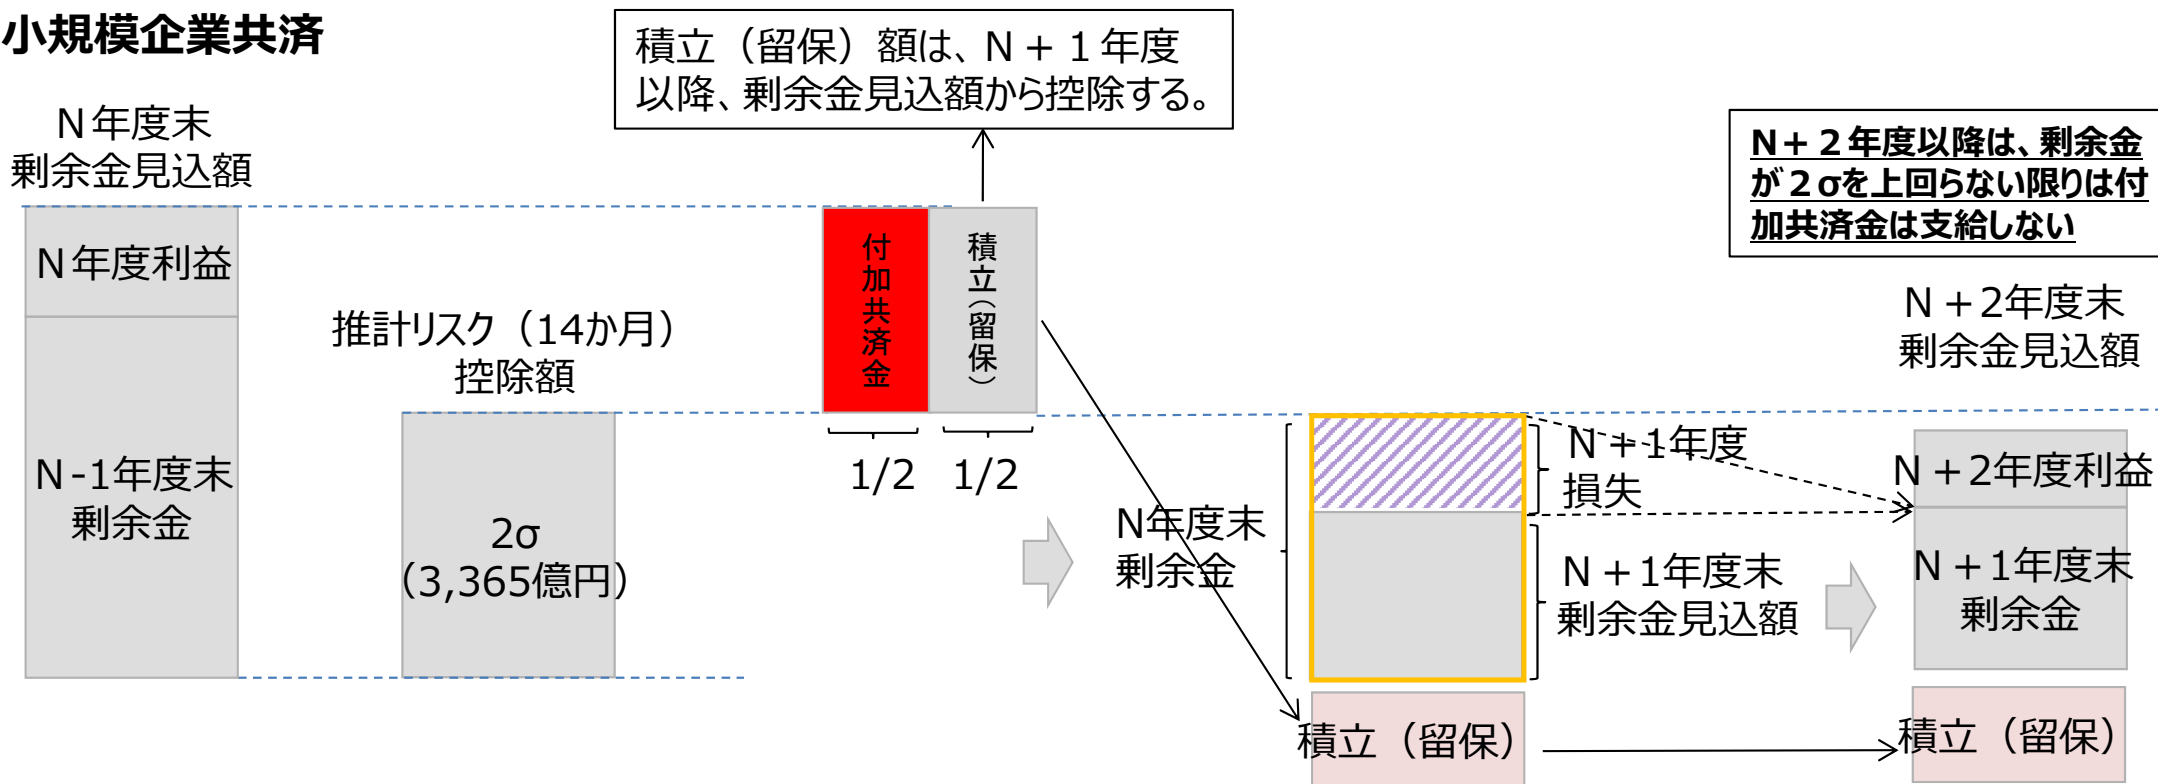 小規模企業共済
積立（留保）額は、N+1年度
以降、剰余金見込額から控除する。
N年度末
剰余金見込額
N+2年度以降は、剰余金
が2σを上回らない限りは付
加共済金は支給しない
N年度利益
N-1年度末
剰余金
推計リスク（14か月）
控除額
2σ
（3,365億円）
付加共済金
積立（留保）
1/2
1/2
N年度末
剰余金
N+1年度
損失
N+1年度末
剰余金見込額
積立（留保）
N+2年度末
剰余金見込額
N+2年度利益
N+1年度末
剰余金
積立（留保）